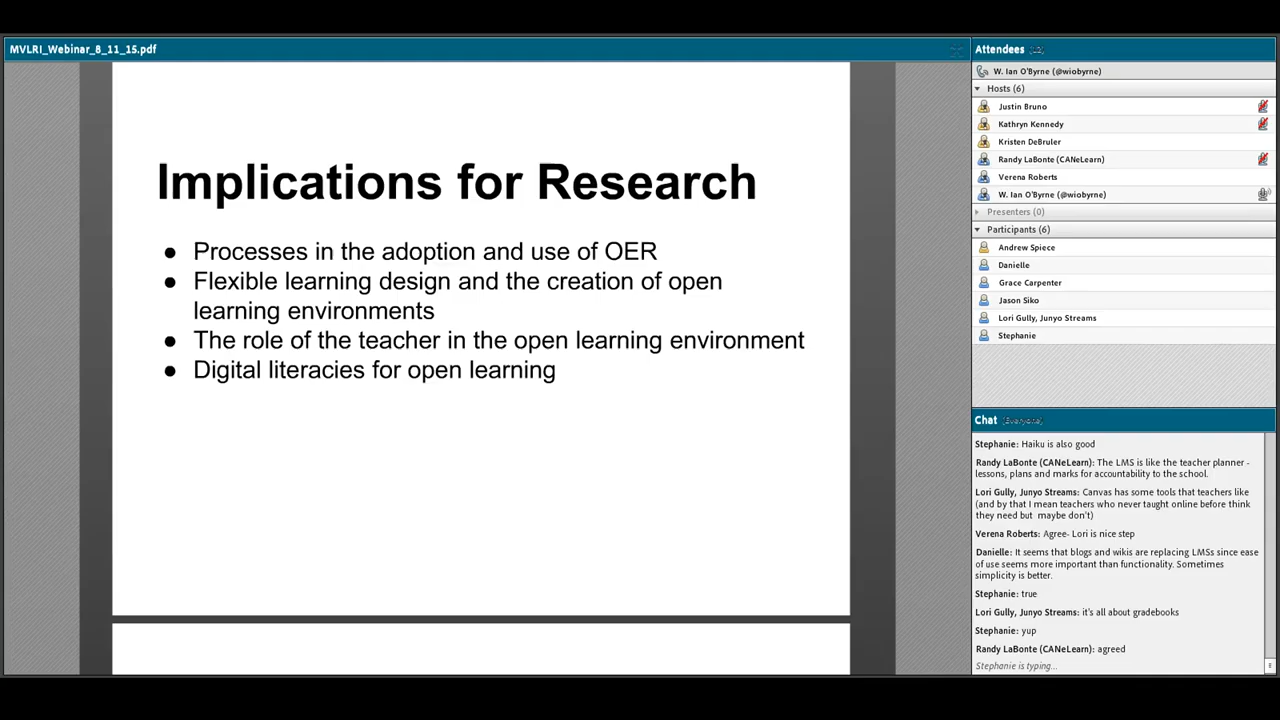 MVLRI_Webinar_8_11_15.pdf
Implications for Research
● Processes in the adoption and use of OER
● Flexible learning design and the creation of open
learning environments
● The role of the teacher in the open learning environment
● Digital literacies for open learning
Attendees (12)
W. Ian O'Byrne (@wiobyrne)
Hosts (6)
Justin Bruno
Kathryn Kennedy
Kristen DeBruler
Randy LaBonte (CANeLearn)
Verena Roberts
W. Ian O'Byrne (@wiobyrne)
Presenters (0)
Participants (6)
Andrew Spiece
Danielle
Grace Carpenter
Jason Siko
Lori Gully, Junyo Streams
Stephanie
Chat (Everyone)
Stephanie: Haiku is also good
Randy LaBonte (CANeLearn): The LMS is like the teacher planner -
lessons, plans and marks for accountability to the school.
Lori Gully, Junyo Streams: Canvas has some tools that teachers like
(and by that I mean teachers who never taught online before think
they need but maybe don't)
Verena Roberts: Agree- Lori is nice step
Danielle: It seems that blogs and wikis are replacing LMSs since ease
of use seems more important than functionality. Sometimes
simplicity is better.
Stephanie: true
Lori Gully, Junyo Streams: it's all about gradebooks
Stephanie: yup
Randy LaBonte (CANeLearn): agreed
Stephanie is typing...